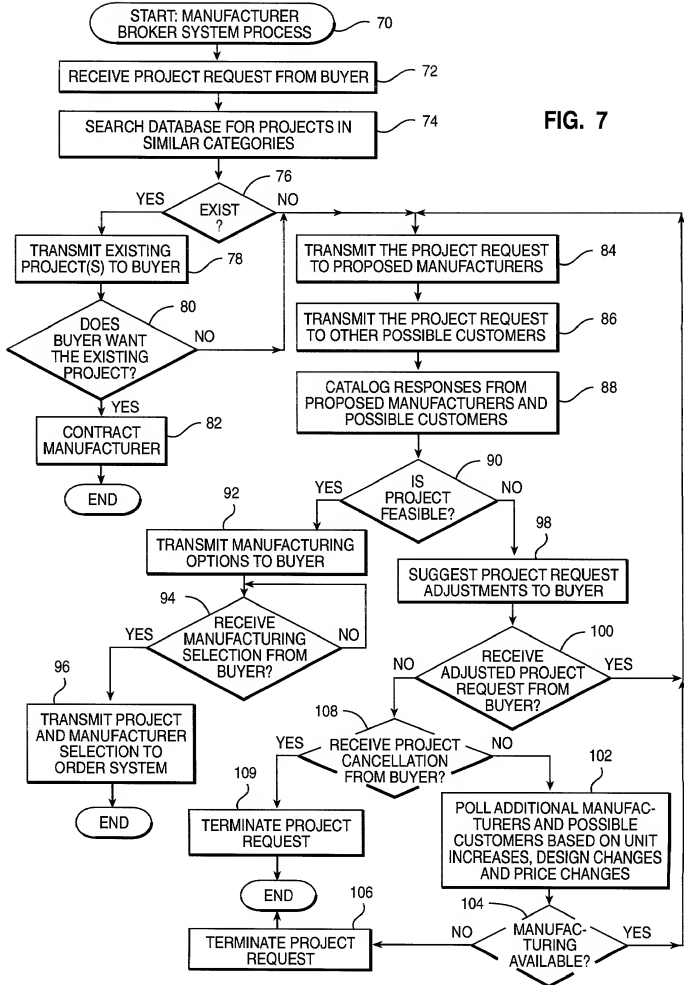 START: MANUFACTURER
BROKER SYSTEM PROCESS
70
RECEIVE PROJECT REQUEST FROM BUYER
72
SEARCH DATABASE FOR PROJECTS IN
SIMILAR CATEGORIES
74
FIG. 7
76
YES
EXIST
?
NO
TRANSMIT EXISTING
PROJECT(S) TO BUYER
78
TRANSMIT THE PROJECT REQUEST
TO PROPOSED MANUFACTURERS
84
80
DOES
BUYER WANT
THE EXISTING
PROJECT?
NO
TRANSMIT THE PROJECT REQUEST
TO OTHER POSSIBLE CUSTOMERS
86
YES
CATALOG RESPONSES FROM
PROPOSED MANUFACTURERS AND
POSSIBLE CUSTOMERS
88
CONTRACT
MANUFACTURER
82
END
90
YES
IS
PROJECT
FEASIBLE?
NO
92
TRANSMIT MANUFACTURING
OPTIONS TO BUYER
98
SUGGEST PROJECT REQUEST
ADJUSTMENTS TO BUYER
94
YES
RECEIVE
MANUFACTURING
SELECTION FROM
BUYER?
NO
100
NO
RECEIVE
ADJUSTED PROJECT
REQUEST FROM
BUYER?
YES
96
TRANSMIT PROJECT
AND MANUFACTURER
SELECTION TO
ORDER SYSTEM
END
108
YES
RECEIVE PROJECT
CANCELLATION
FROM BUYER?
NO
109
TERMINATE PROJECT
REQUEST
102
POLL ADDITIONAL MANUFAC-
TURERS AND POSSIBLE
CUSTOMERS BASED ON UNIT
INCREASES, DESIGN CHANGES
AND PRICE CHANGES
END
106
TERMINATE PROJECT
REQUEST
104
NO
MANUFAC-
TURING
AVAILABLE?
YES